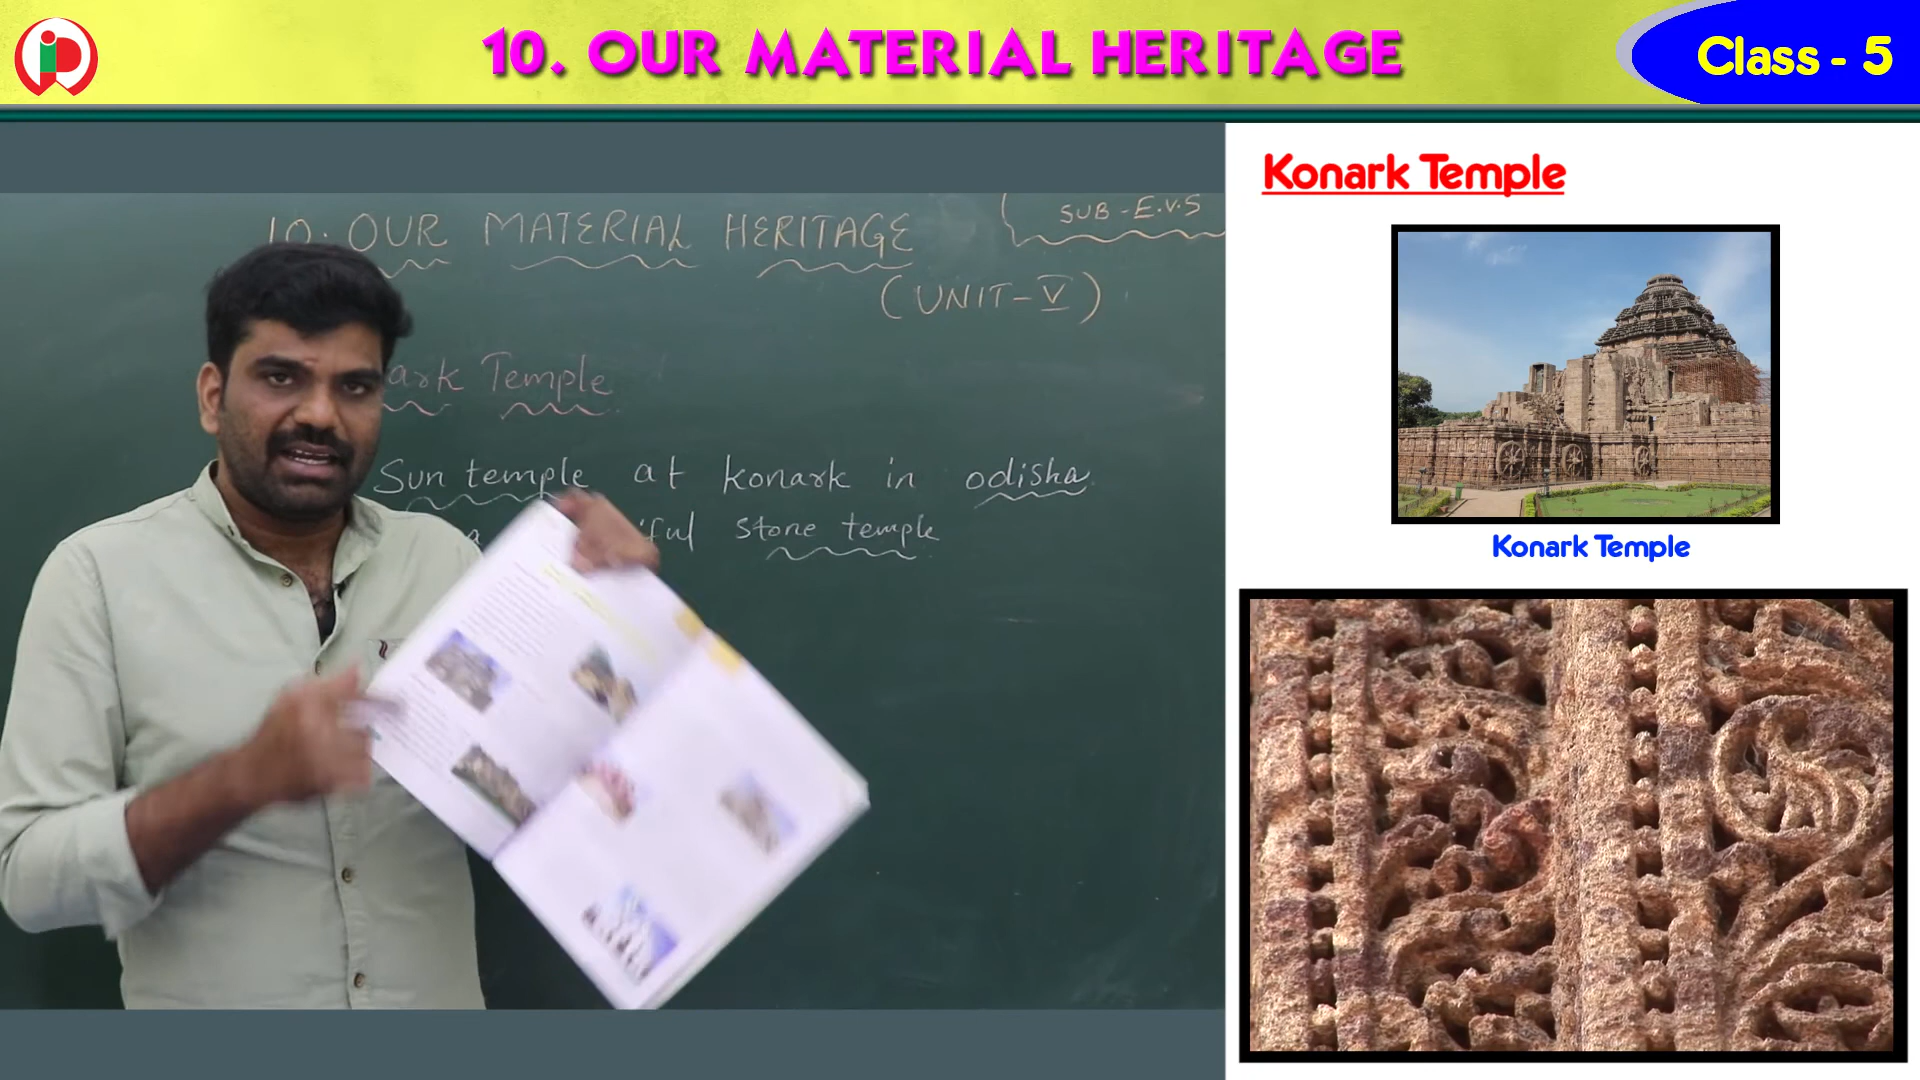 10. OUR MATERIAL HERITAGE
Class - 5
10. OUR MATERIAL HERITAGE
SUB - E.V.S
(UNIT - V)
ark Temple
Sun temple at konark in odisha
a iful stone temple
Konark Temple
Konark Temple